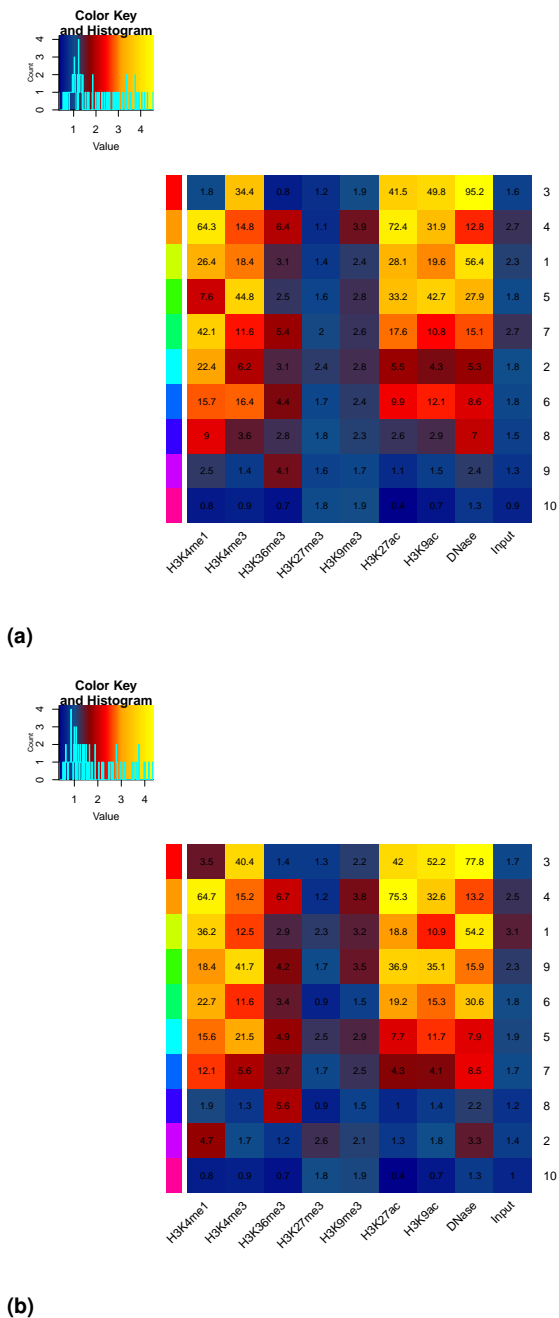 Color Key
and Histogram
Count
0 1 2 3 4
1 2 3 4
Value
1.8 34.4 0.8 1.2 1.9 41.5 49.8 95.2 1.6 3
64.3 14.8 6.4 1.1 3.9 72.4 31.9 12.8 2.7 4
26.4 18.4 3.1 1.4 2.4 28.1 19.6 56.4 2.3 1
7.6 44.8 2.5 1.6 2.8 33.2 42.7 27.9 1.8 5
42.1 11.6 5.4 2 2.6 17.6 10.8 15.1 2.7 7
22.4 6.2 3.1 2.4 2.8 5.5 4.3 5.3 1.8 2
15.7 16.4 4.4 1.7 2.4 9.9 12.1 8.6 1.8 6
9 3.6 2.8 1.8 2.3 2.6 2.9 7 1.5 8
2.5 1.4 4.1 1.6 1.7 1.1 1.5 2.4 1.3 9
0.8 0.9 0.7 1.8 1.9 0.7 1.3 0.9 10
H3K4me1 H3K4me3 H3K36me3 H3K27me3 H3K9me3 H3K27ac H3K9ac DNase Input
(a)
Color Key
and Histogram
Count
0 1 2 3 4
1 2 3 4
Value
3.5 40.4 1.4 1.3 2.2 42 52.2 77.8 1.7 3
64.7 15.2 6.7 1.2 3.8 75.3 32.6 13.2 2.5 4
36.2 12.5 2.9 2.3 3.2 18.8 10.9 54.2 3.1 1
18.4 41.7 4.2 1.7 3.5 36.9 35.1 15.9 2.3 9
22.7 11.6 3.4 0.9 1.5 19.2 15.3 30.6 1.8 6
15.6 21.5 4.9 2.5 2.9 7.7 11.7 7.9 1.9 5
12.1 5.6 3.7 1.7 2.5 4.3 4.1 8.5 1.7 7
1.9 1.3 5.6 0.9 1.5 1 1.4 2.2 1.2 8
4.7 1.7 1.2 2.6 2.1 1.3 1.8 3.3 1.4 2
0.8 0.9 0.7 1.8 1.9 0.7 1.3 1 10
H3K4me1 H3K4me3 H3K36me3 H3K27me3 H3K9me3 H3K27ac H3K9ac DNase Input
(b)